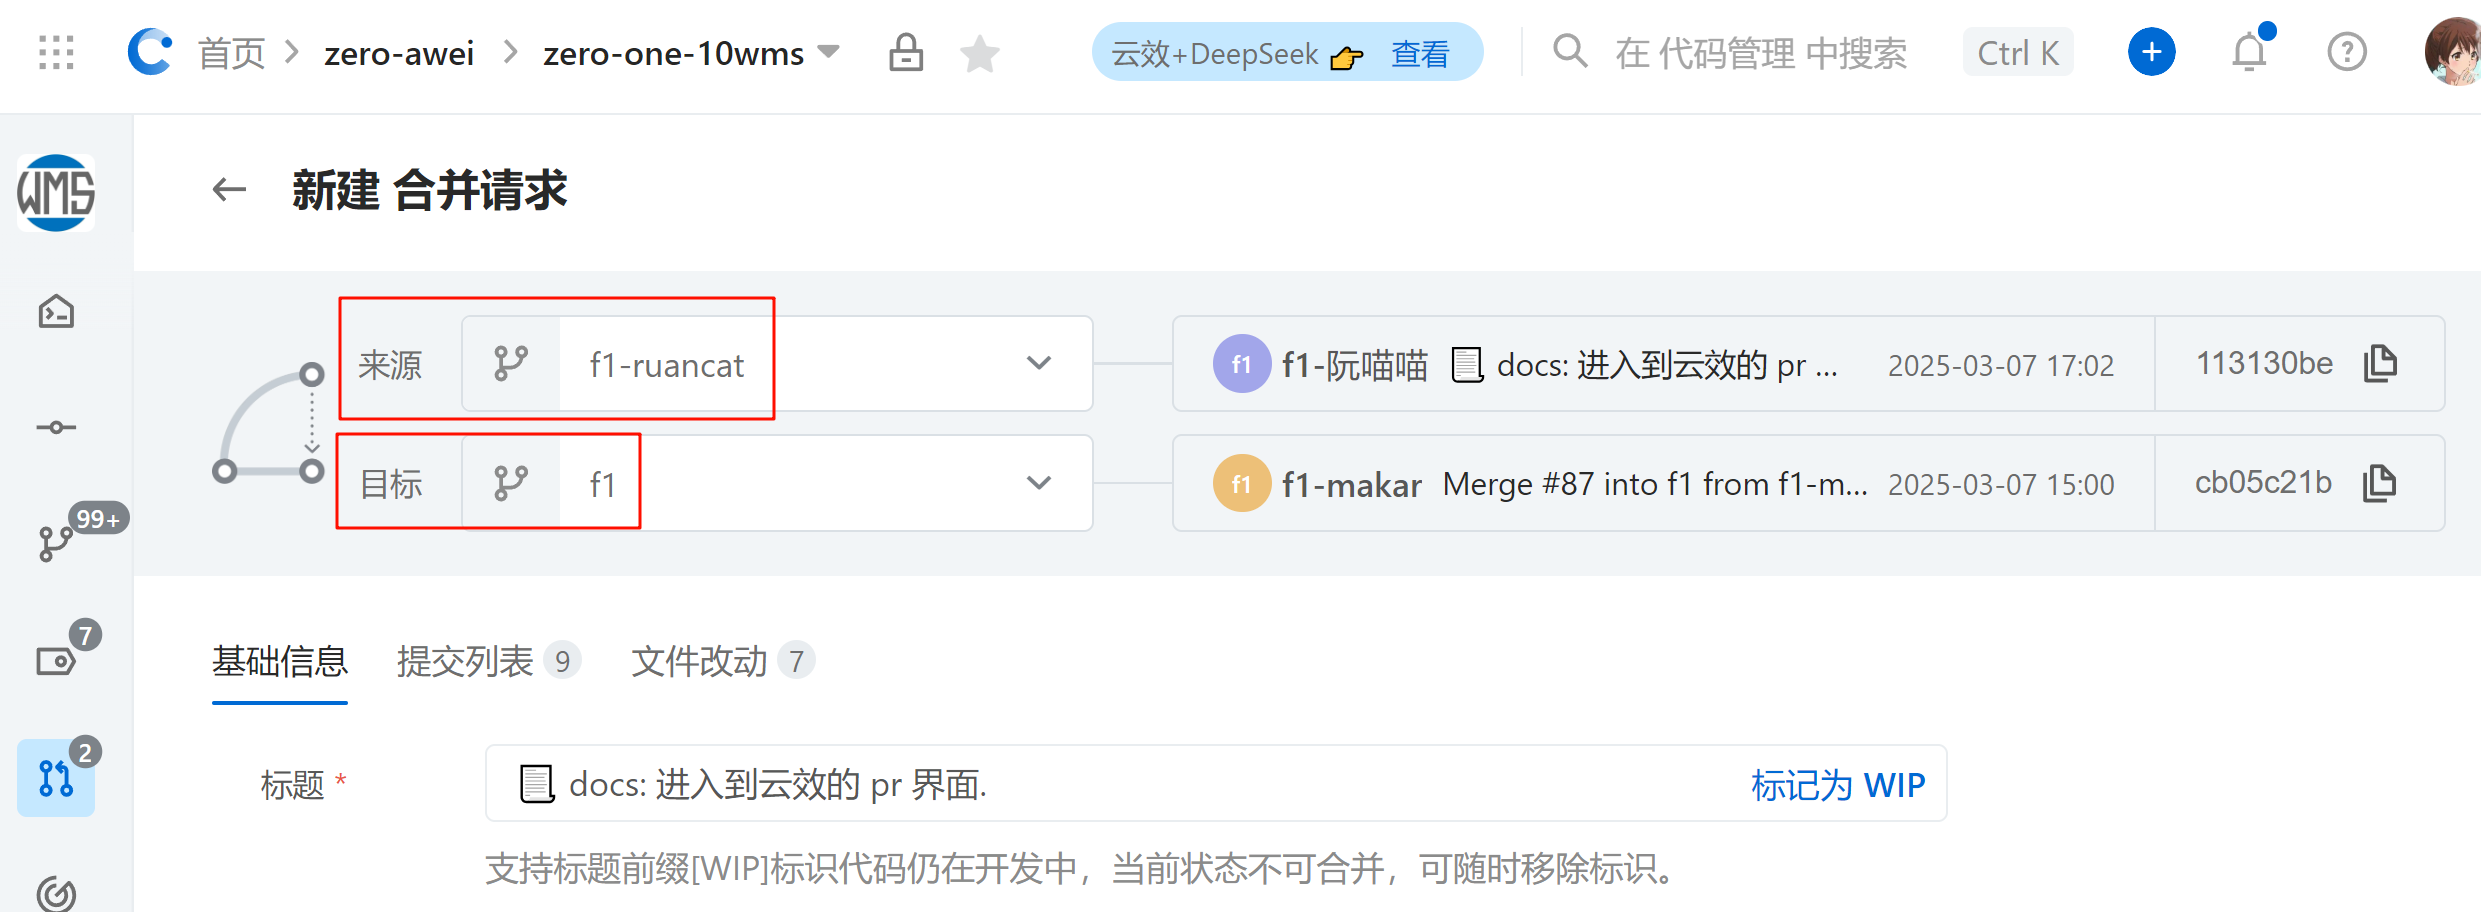 首页 > zero-awei > zero-one-10wms
云效+DeepSeek 👉 查看
在 代码管理 中搜索 Ctrl K
WMS
新建 合并请求
来源 f1-ruancat
f1 f1-阮喵喵 📃 docs: 进入到云效的 pr ... 2025-03-07 17:02 113130be
目标 f1
f1 f1-makar Merge #87 into f1 from f1-m... 2025-03-07 15:00 cb05c21b
99+
7
2
基础信息 提交列表 9 文件改动 7
标题 * 📃 docs: 进入到云效的 pr 界面. 标记为 WIP
支持标题前缀[WIP]标识代码仍在开发中，当前状态不可合并，可随时移除标识。